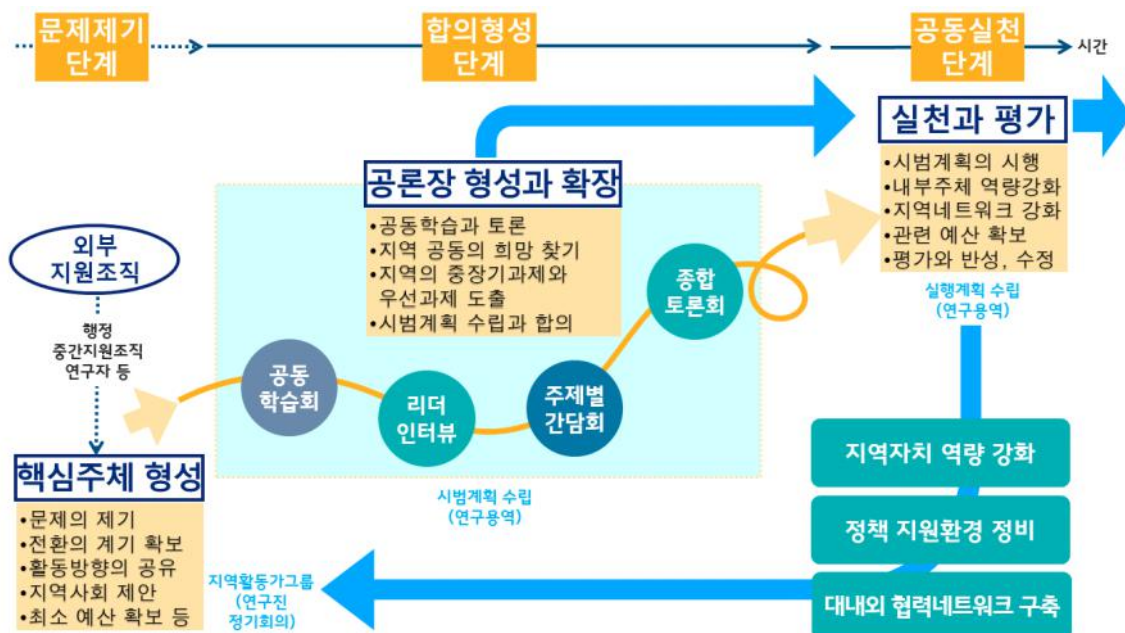 문제제기
단계
합의형성
단계
공동실천
단계
시간
실천과 평가
•시범계획의 시행
•내부주체 역량강화
•지역네트워크 강화
•관련 예산 확보
•평가와 반성, 수정
실행계획 수립
(연구용역)
공론장 형성과 확장
•공동학습과 토론
•지역 공동의 희망 찾기
•지역의 중장기과제와
우선과제 도출
•시범계획 수립과 합의
외부
지원조직
행정
중간지원조직
연구자 등
공동
학습회
리더
인터뷰
주제별
간담회
종합
토론회
시범계획 수립
(연구용역)
핵심주체 형성
•문제의 제기
•전환의 계기 확보
•활동방향의 공유
•지역사회 제안
•최소 예산 확보 등
지역활동가그룹
(연구진
정기회의)
지역자치 역량 강화
정책 지원환경 정비
대내외 협력네트워크 구축